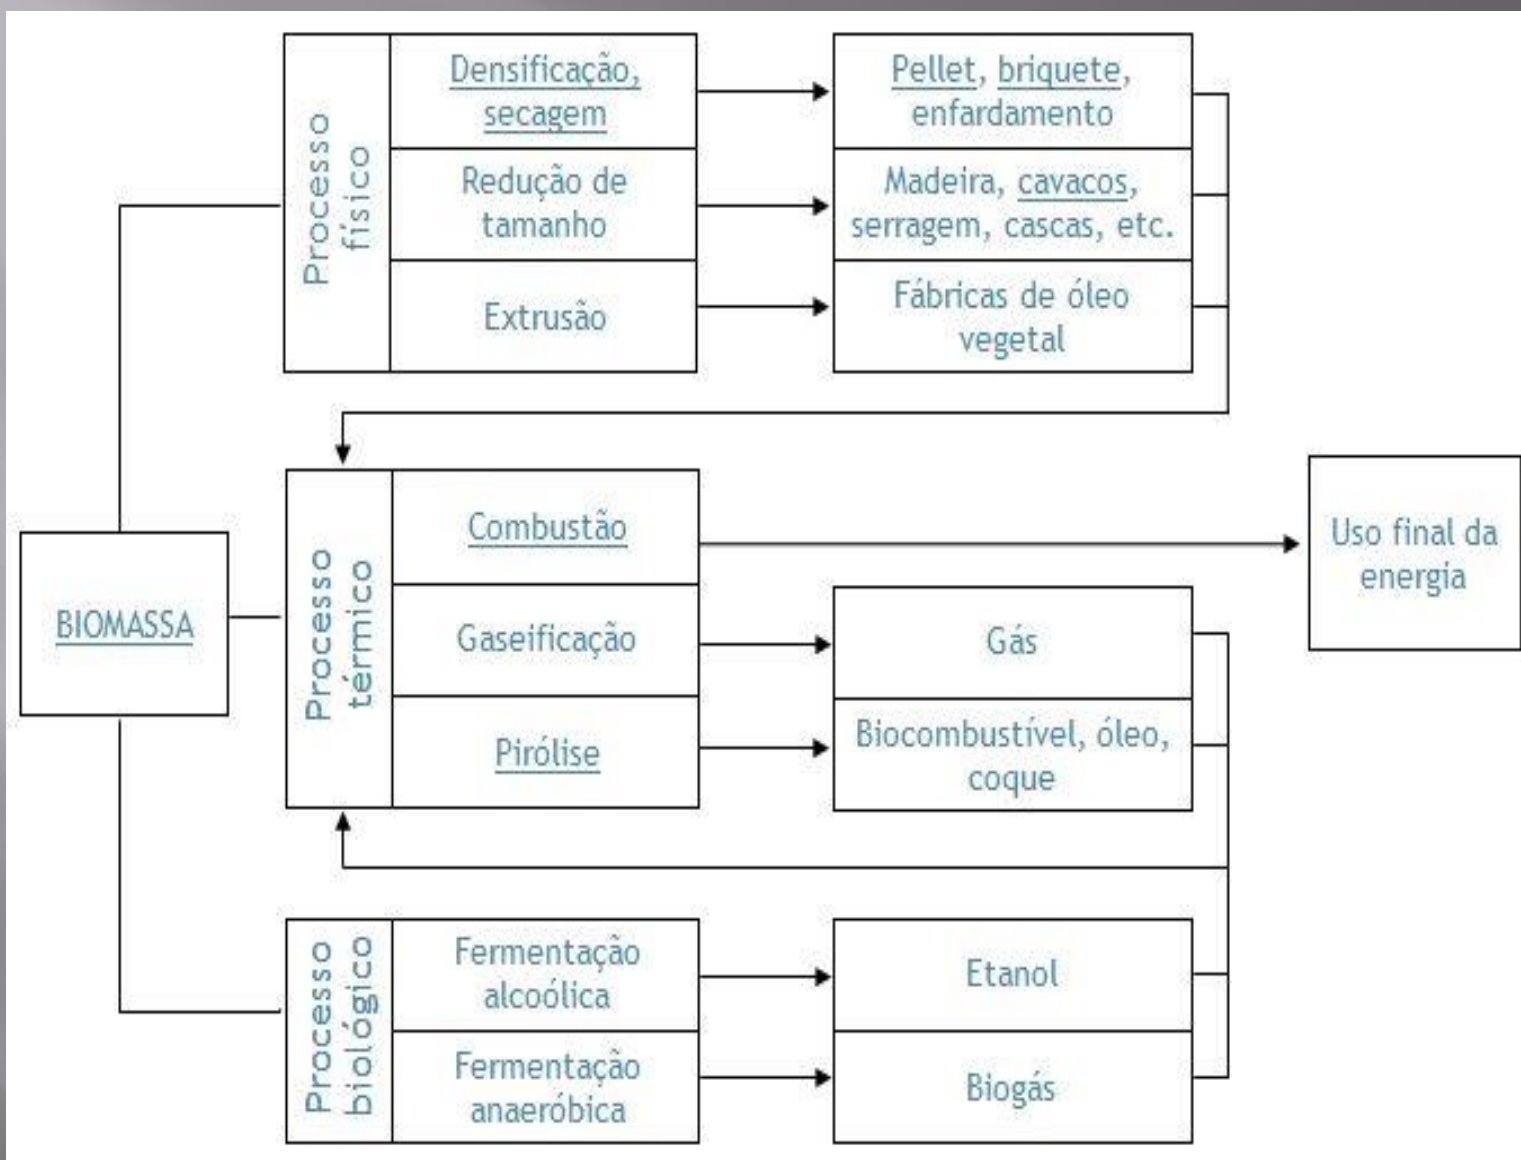 Processo
físico
Densificação,
secagem
Pellet, briquete,
enfardamento
Redução de
tamanho
Madeira, cavacos,
serragem, cascas, etc.
Extrusão
Fábricas de óleo
vegetal
BIOMASSA
Processo
térmico
Combustão
Uso final da
energia
Gaseificação
Gás
Pirólise
Biocombustível, óleo,
coque
Processo
biológico
Fermentação
alcoólica
Etanol
Fermentação
anaeróbica
Biogás